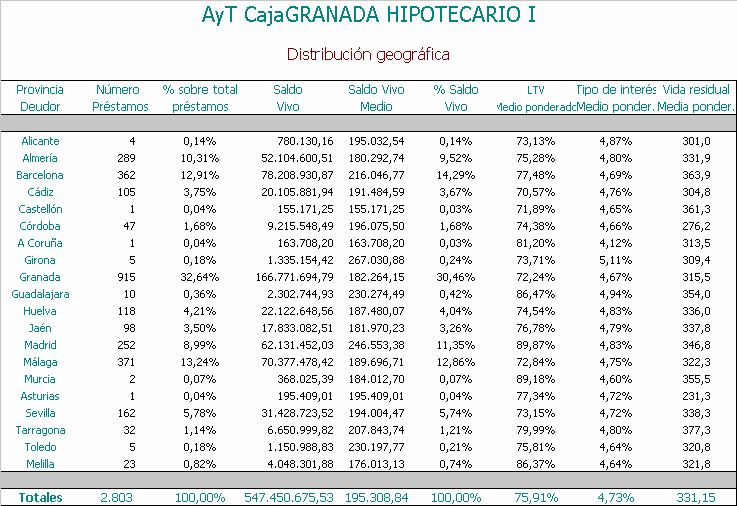 AyT CajaGRANADA HIPOTECARIO I
Distribución geográfica
Provincia Número % sobre total Saldo Saldo Vivo % Saldo LTV Tipo de interés Vida residual
Deudor Préstamos préstamos Vivo Medio Vivo Medio ponderado Medio ponder. Media ponder.
Alicante 4 0,14% 780.130,16 195.032,54 0,14% 73,13% 4,87% 301,0
Almería 289 10,31% 52.104.600,51 180.292,74 9,52% 75,28% 4,80% 331,9
Barcelona 362 12,91% 78.208.930,87 216.046,77 14,29% 77,48% 4,69% 363,9
Cádiz 105 3,75% 20.105.881,94 191.484,59 3,67% 70,57% 4,76% 304,8
Castellón 1 0,04% 155.171,25 155.171,25 0,03% 71,89% 4,65% 361,3
Córdoba 47 1,68% 9.215.548,49 196.075,50 1,68% 74,38% 4,66% 276,2
A Coruña 1 0,04% 163.708,20 163.708,20 0,03% 81,20% 4,12% 313,5
Girona 5 0,18% 1.335.154,42 267.030,88 0,24% 73,71% 5,11% 309,4
Granada 915 32,64% 166.771.694,79 182.264,15 30,46% 72,24% 4,67% 315,5
Guadalajara 10 0,36% 2.302.744,93 230.274,49 0,42% 86,47% 4,94% 354,0
Huelva 118 4,21% 22.122.648,56 187.480,07 4,04% 74,54% 4,83% 336,0
Jaén 98 3,50% 17.833.082,51 181.970,23 3,26% 76,78% 4,79% 337,8
Madrid 252 8,99% 62.131.452,03 246.553,38 11,35% 89,87% 4,83% 346,8
Málaga 371 13,24% 70.377.478,42 189.696,71 12,86% 72,84% 4,75% 322,3
Murcia 2 0,07% 368.025,39 184.012,70 0,07% 89,18% 4,60% 355,5
Asturias 1 0,04% 195.409,01 195.409,01 0,04% 77,34% 4,72% 231,3
Sevilla 162 5,78% 31.428.723,52 194.004,47 5,74% 73,15% 4,72% 338,3
Tarragona 32 1,14% 6.650.999,82 207.843,74 1,21% 79,99% 4,80% 377,3
Toledo 5 0,18% 1.150.988,83 230.197,77 0,21% 75,81% 4,64% 320,8
Melilla 23 0,82% 4.048.301,88 176.013,13 0,74% 86,37% 4,64% 321,8
Totales 2.803 100,00% 547.450.675,53 195.308,84 100,00% 75,91% 4,73% 331,15